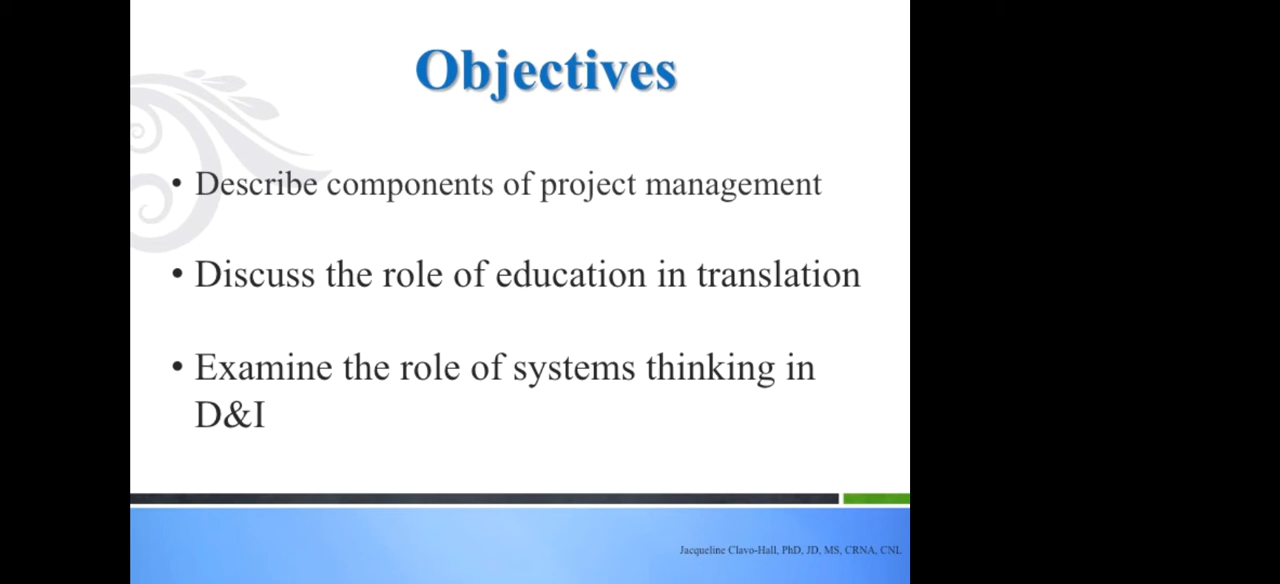 Objectives
• Describe components of project management
• Discuss the role of education in translation
• Examine the role of systems thinking in
D&I
Jacqueline Clavo-Hall, PhD, JD, MS, CRNA, CNL